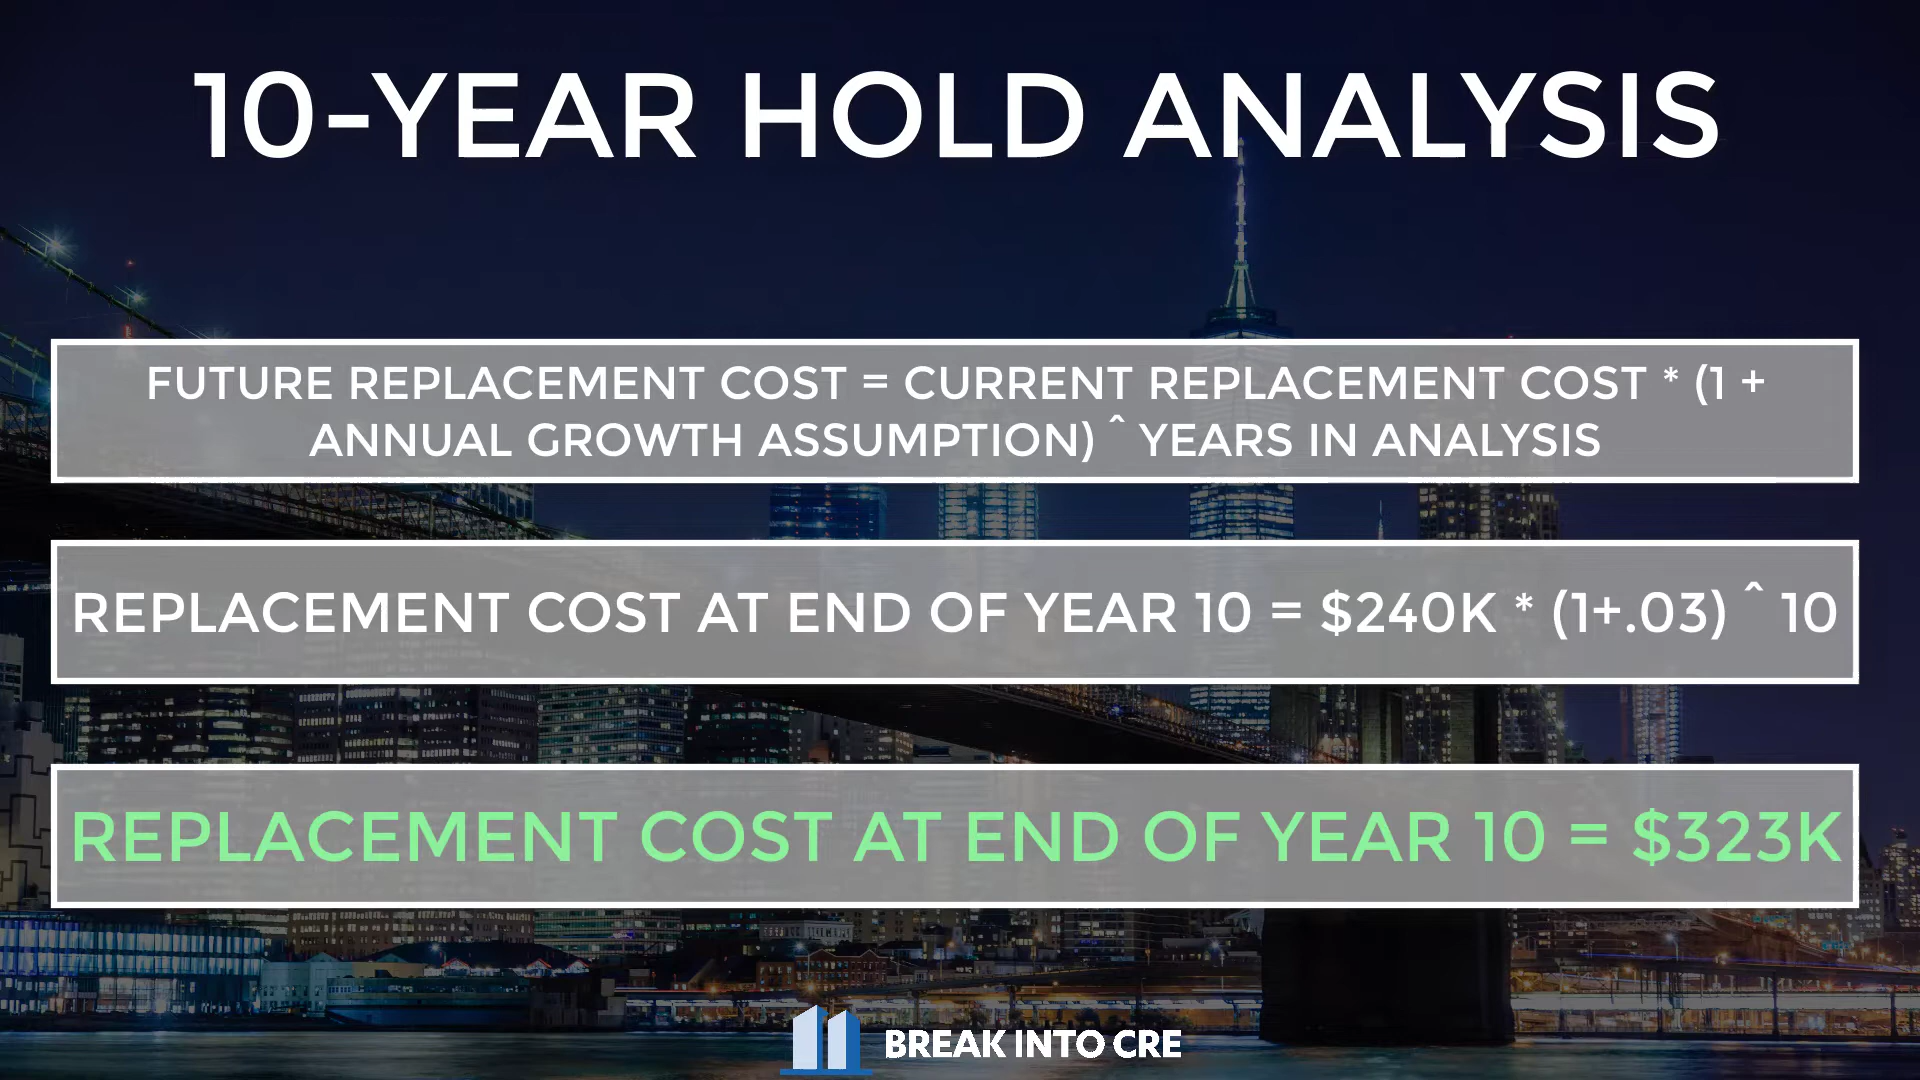 10-YEAR HOLD ANALYSIS
FUTURE REPLACEMENT COST = CURRENT REPLACEMENT COST * (1 +
ANNUAL GROWTH ASSUMPTION) ^ YEARS IN ANALYSIS
REPLACEMENT COST AT END OF YEAR 10 = $240K * (1+.03) ^ 10
REPLACEMENT COST AT END OF YEAR 10 = $323K
BREAK INTO CRE